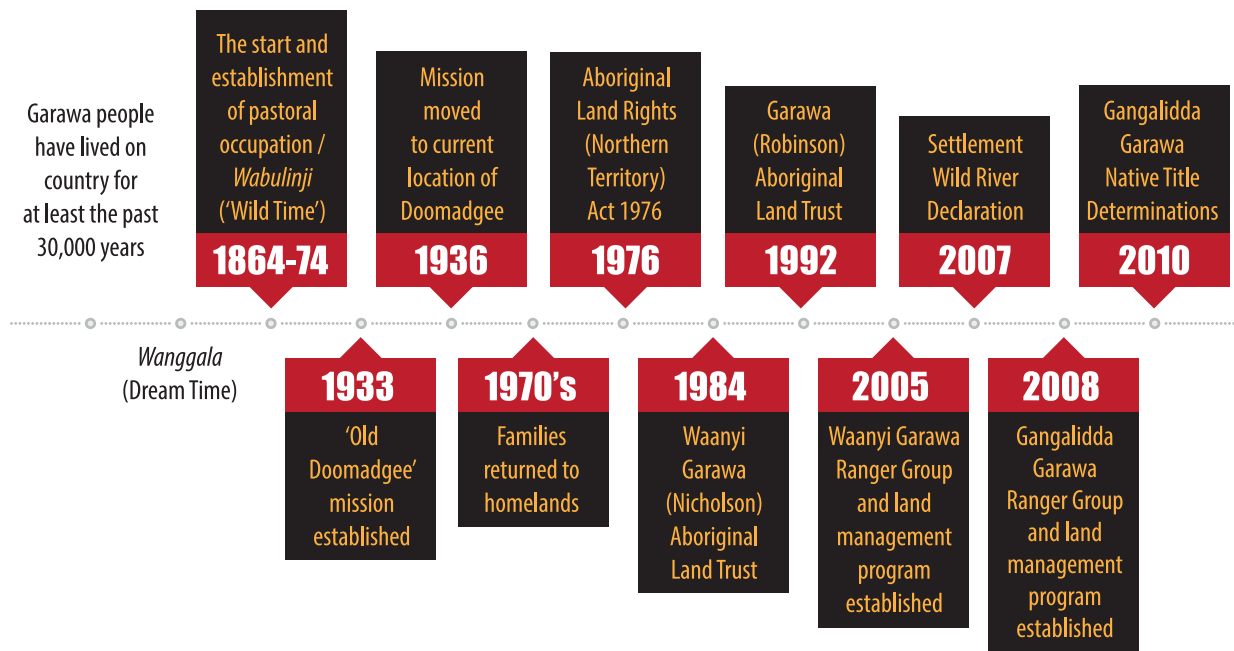 Garawa people
have lived on
country for
at least the past
30,000 years
Wanggala
(Dream Time)
The start and
establishment
of pastoral
occupation /
Wabulinji
('Wild Time')
1864-74
1933
'Old
Doomadgee'
mission
established
Mission
moved
to current
location of
Doomadgee
1936
1970's
Families
returned to
homelands
Aboriginal
Land Rights
(Northern
Territory)
Act 1976
1976
1984
Waanyi
Garawa
(Nicholson)
Aboriginal
Land Trust
Garawa
(Robinson)
Aboriginal
Land Trust
1992
2005
Waanyi Garawa
Ranger Group
and land
management
program
established
Settlement
Wild River
Declaration
2007
2008
Gangalidda
Garawa
Ranger Group
and land
management
program
established
Gangalidda
Garawa
Native Title
Determinations
2010